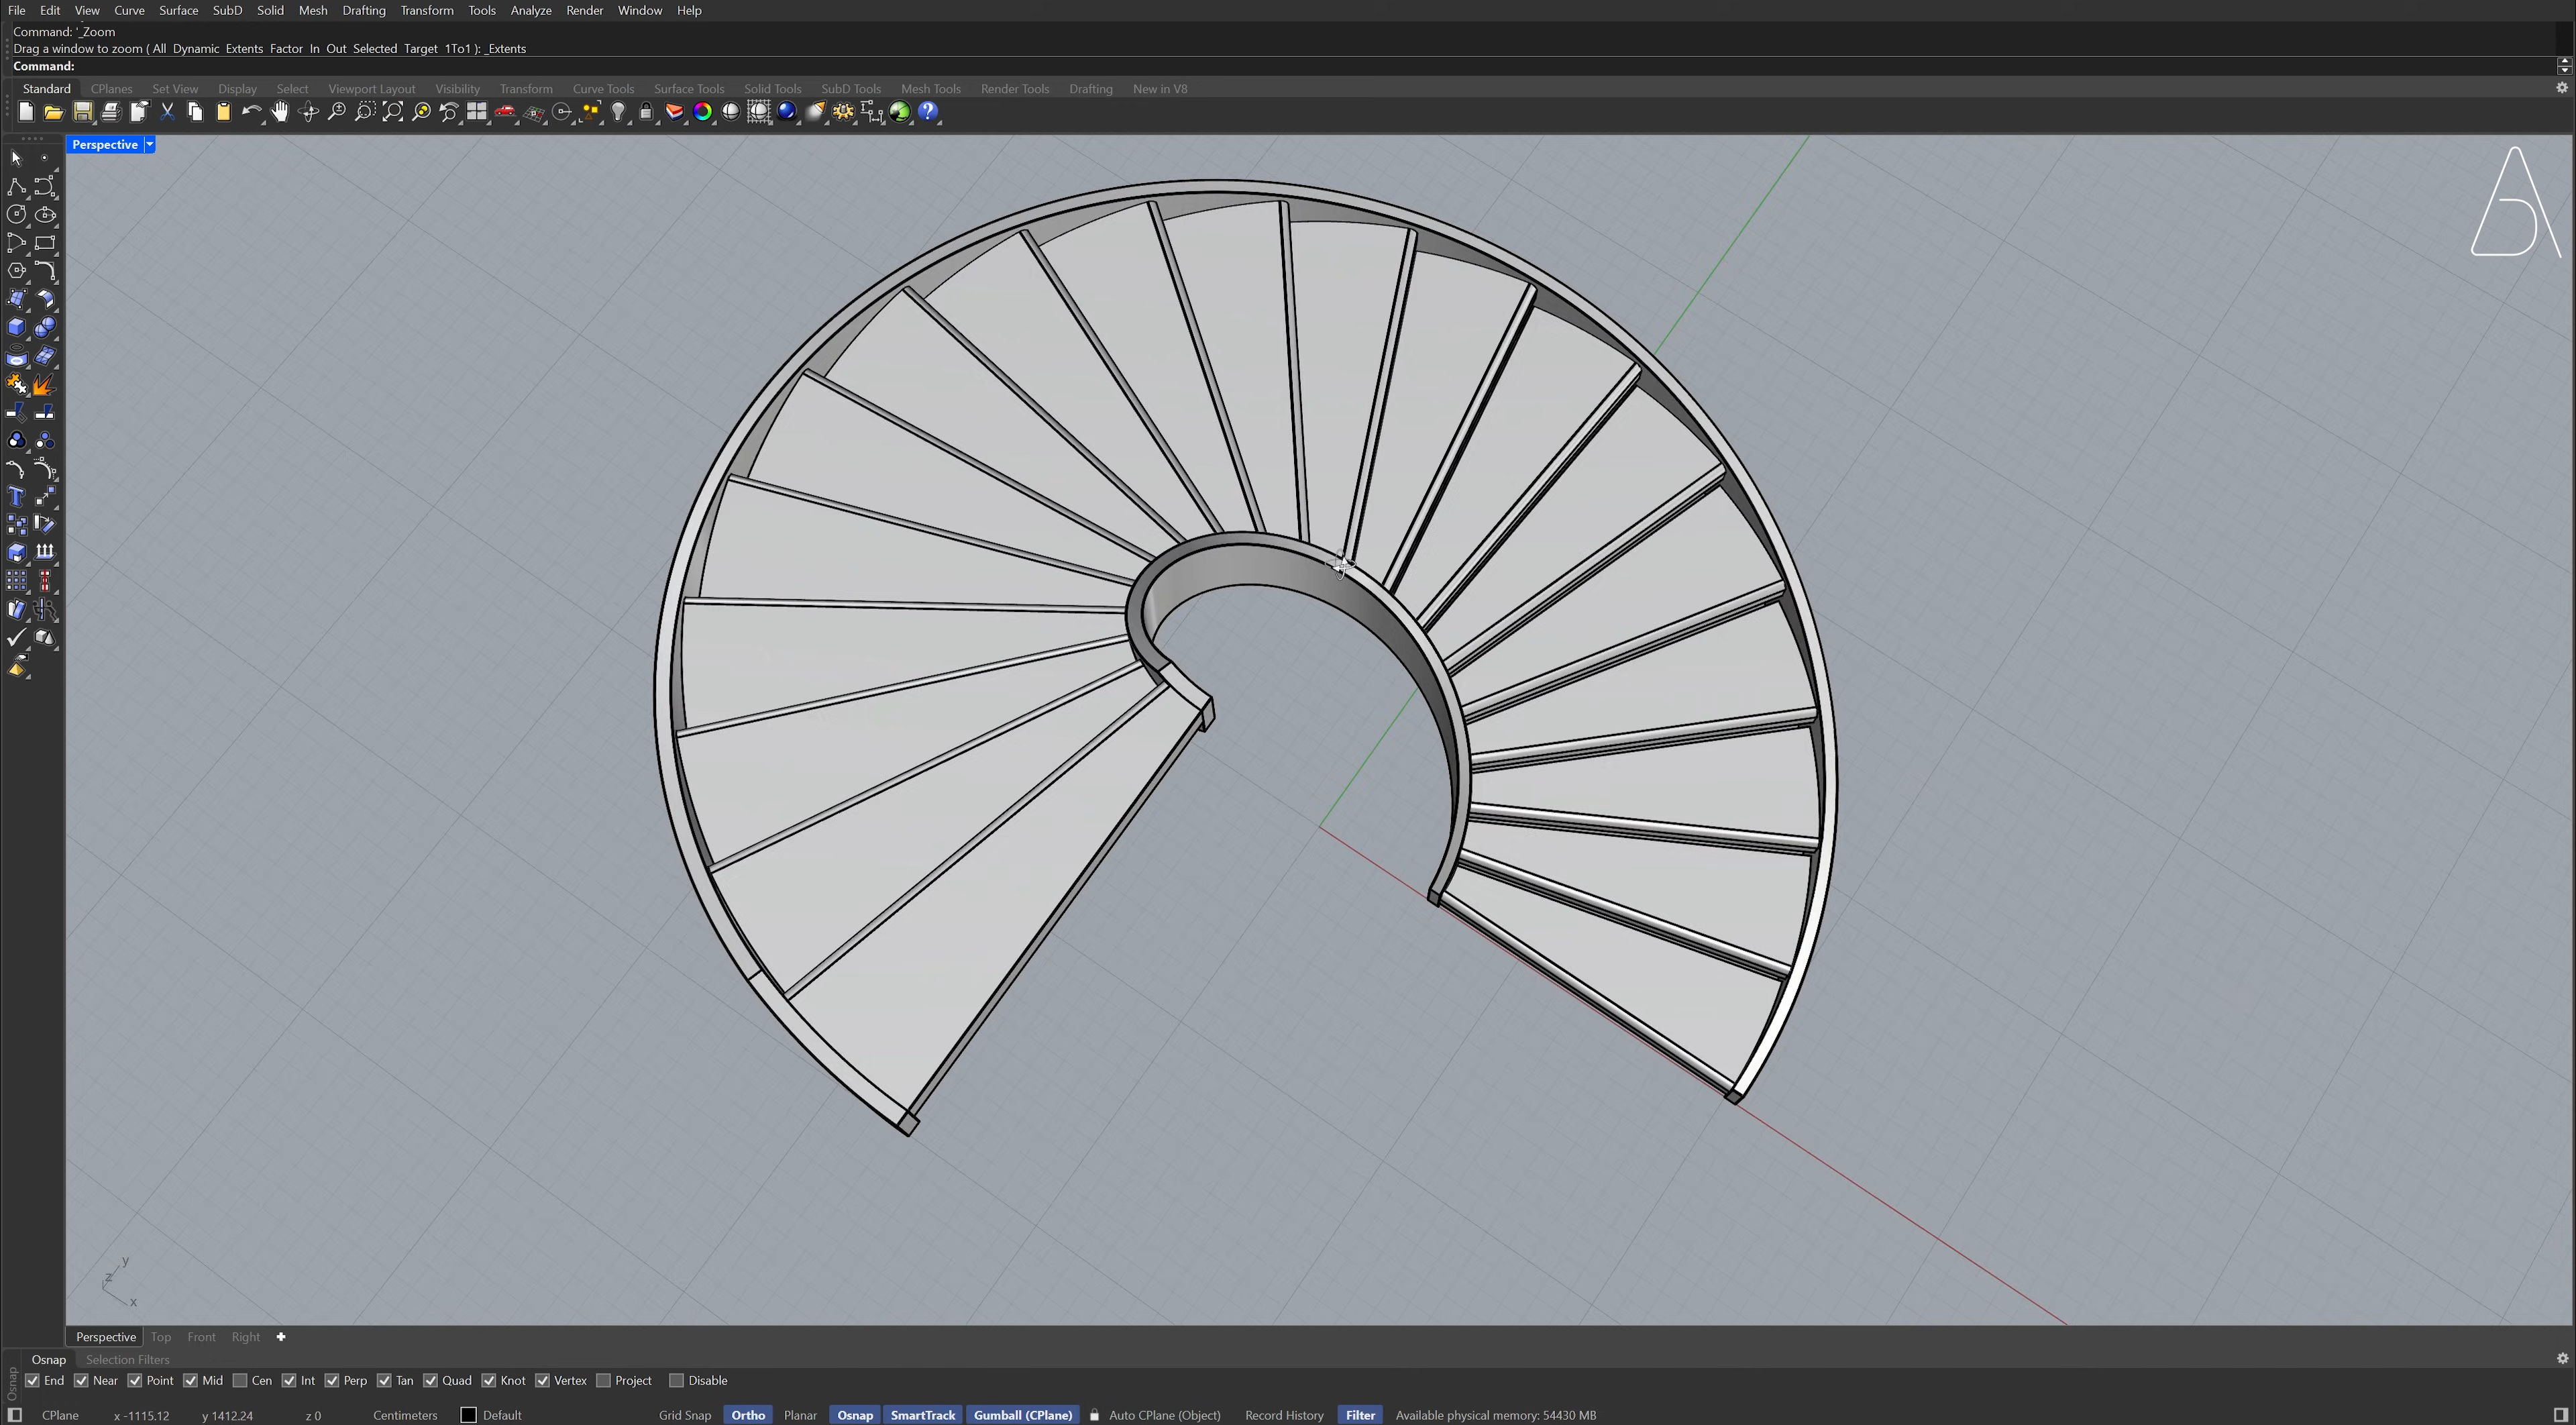 File Edit View Curve Surface SubD Solid Mesh Drafting Transform Tools Analyze Render Window Help
Command: '_Zoom
Drag a window to zoom ( All Dynamic Extents Factor In Out Selected Target 1To1 ): _Extents
Command:
Standard CPlanes Set View Display Select Viewport Layout Visibility Transform Curve Tools Surface Tools Solid Tools SubD Tools Mesh Tools Render Tools Drafting New in V8
Perspective
y
z
x
Perspective Top Front Right
Osnap Selection Filters
Osnap
End Near Point Mid Cen Int Perp Tan Quad Knot Vertex Project Disable
CPlane x -1115.12 y 1412.24 z 0 Centimeters Default Grid Snap Ortho Planar Osnap SmartTrack Gumball (CPlane) Auto CPlane (Object) Record History Filter Available physical memory: 54430 MB